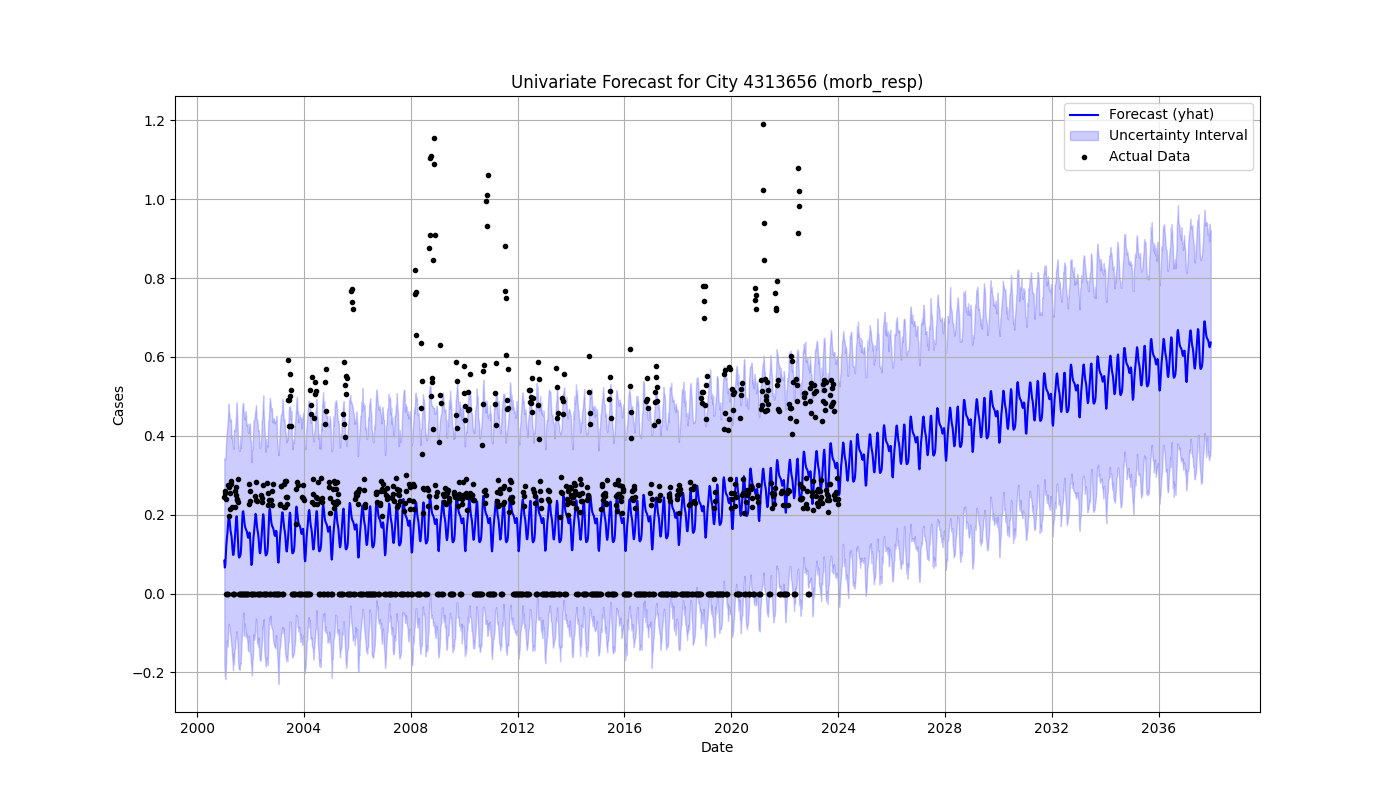 Univariate Forecast for City 4313656 (morb_resp)
Forecast (yhat)
Uncertainty Interval
Actual Data
Cases
1.2
1.0
0.8
0.6
0.4
0.2
0.0
−0.2
2000 2004 2008 2012 2016 2020 2024 2028 2032 2036
Date